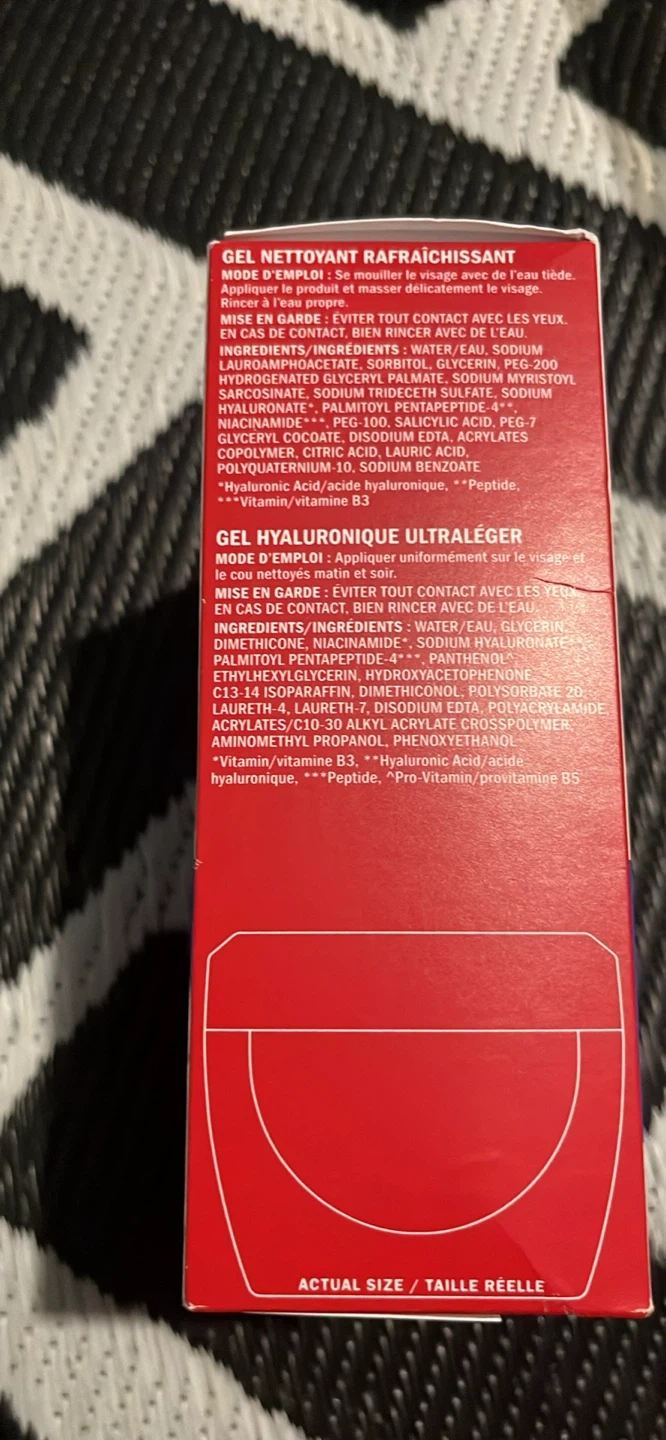 GEL NETTOYANT RAFRAÎCHISSANT
MODE D'EMPLOI : Se mouiller le visage avec de l'eau tiède.
Appliquer le produit et masser délicatement le visage.
Rincer à l'eau propre.
MISE EN GARDE : ÉVITER TOUT CONTACT AVEC LES YEUX.
EN CAS DE CONTACT, BIEN RINCER AVEC DE L'EAU.
INGREDIENTS/INGRÉDIENTS : WATER/EAU, SODIUM
LAUROAMPHOACETATE, SORBITOL, GLYCERIN, PEG-200
HYDROGENATED GLYCERYL PALMATE, SODIUM MYRISTOYL
SARCOSINATE, SODIUM TRIDECETH SULFATE, SODIUM
HYALURONATE*, PALMITOYL PENTAPEPTIDE-4**,
NIACINAMIDE***, PEG-100, SALICYLIC ACID, PEG-7
GLYCERYL COCOATE, DISODIUM EDTA, ACRYLATES
COPOLYMER, CITRIC ACID, LAURIC ACID,
POLYQUATERNIUM-10, SODIUM BENZOATE
*Hyaluronic Acid/acide hyaluronique, **Peptide,
***Vitamin/vitamine B3
GEL HYALURONIQUE ULTRALÉGER
MODE D'EMPLOI : Appliquer uniformément sur le visage et
le cou nettoyés matin et soir.
MISE EN GARDE : ÉVITER TOUT CONTACT AVEC LES YEUX.
EN CAS DE CONTACT, BIEN RINCER AVEC DE L'EAU.
INGREDIENTS/INGRÉDIENTS : WATER/EAU, GLYCERIN,
DIMETHICONE, NIACINAMIDE*, SODIUM HYALURONATE**,
PALMITOYL PENTAPEPTIDE-4***, PANTHENOL^,
ETHYLHEXYLGLYCERIN, HYDROXYACETOPHENONE,
C13-14 ISOPARAFFIN, DIMETHICONOL, POLYSORBATE 20,
LAURETH-4, LAURETH-7, DISODIUM EDTA, POLYACRYLAMIDE,
ACRYLATES/C10-30 ALKYL ACRYLATE CROSSPOLYMER,
AMINOMETHYL PROPANOL, PHENOXYETHANOL
*Vitamin/vitamine B3, **Hyaluronic Acid/acide
hyaluronique, ***Peptide, ^Pro-Vitamin/provitamine B5
ACTUAL SIZE / TAILLE RÉELLE